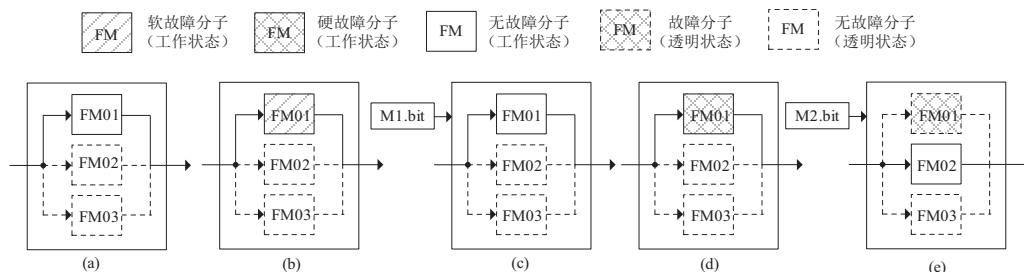 FM 软故障分子
(工作状态)
FM 硬故障分子
(工作状态)
FM 无故障分子
(工作状态)
FM 故障分子
(透明状态)
FM 无故障分子
(透明状态)
FM01
FM02
FM03
(a)
FM01
FM02
FM03
(b)
M1.bit
FM01
FM02
FM03
(c)
FM01
FM02
FM03
(d)
M2.bit
FM01
FM02
FM03
(e)